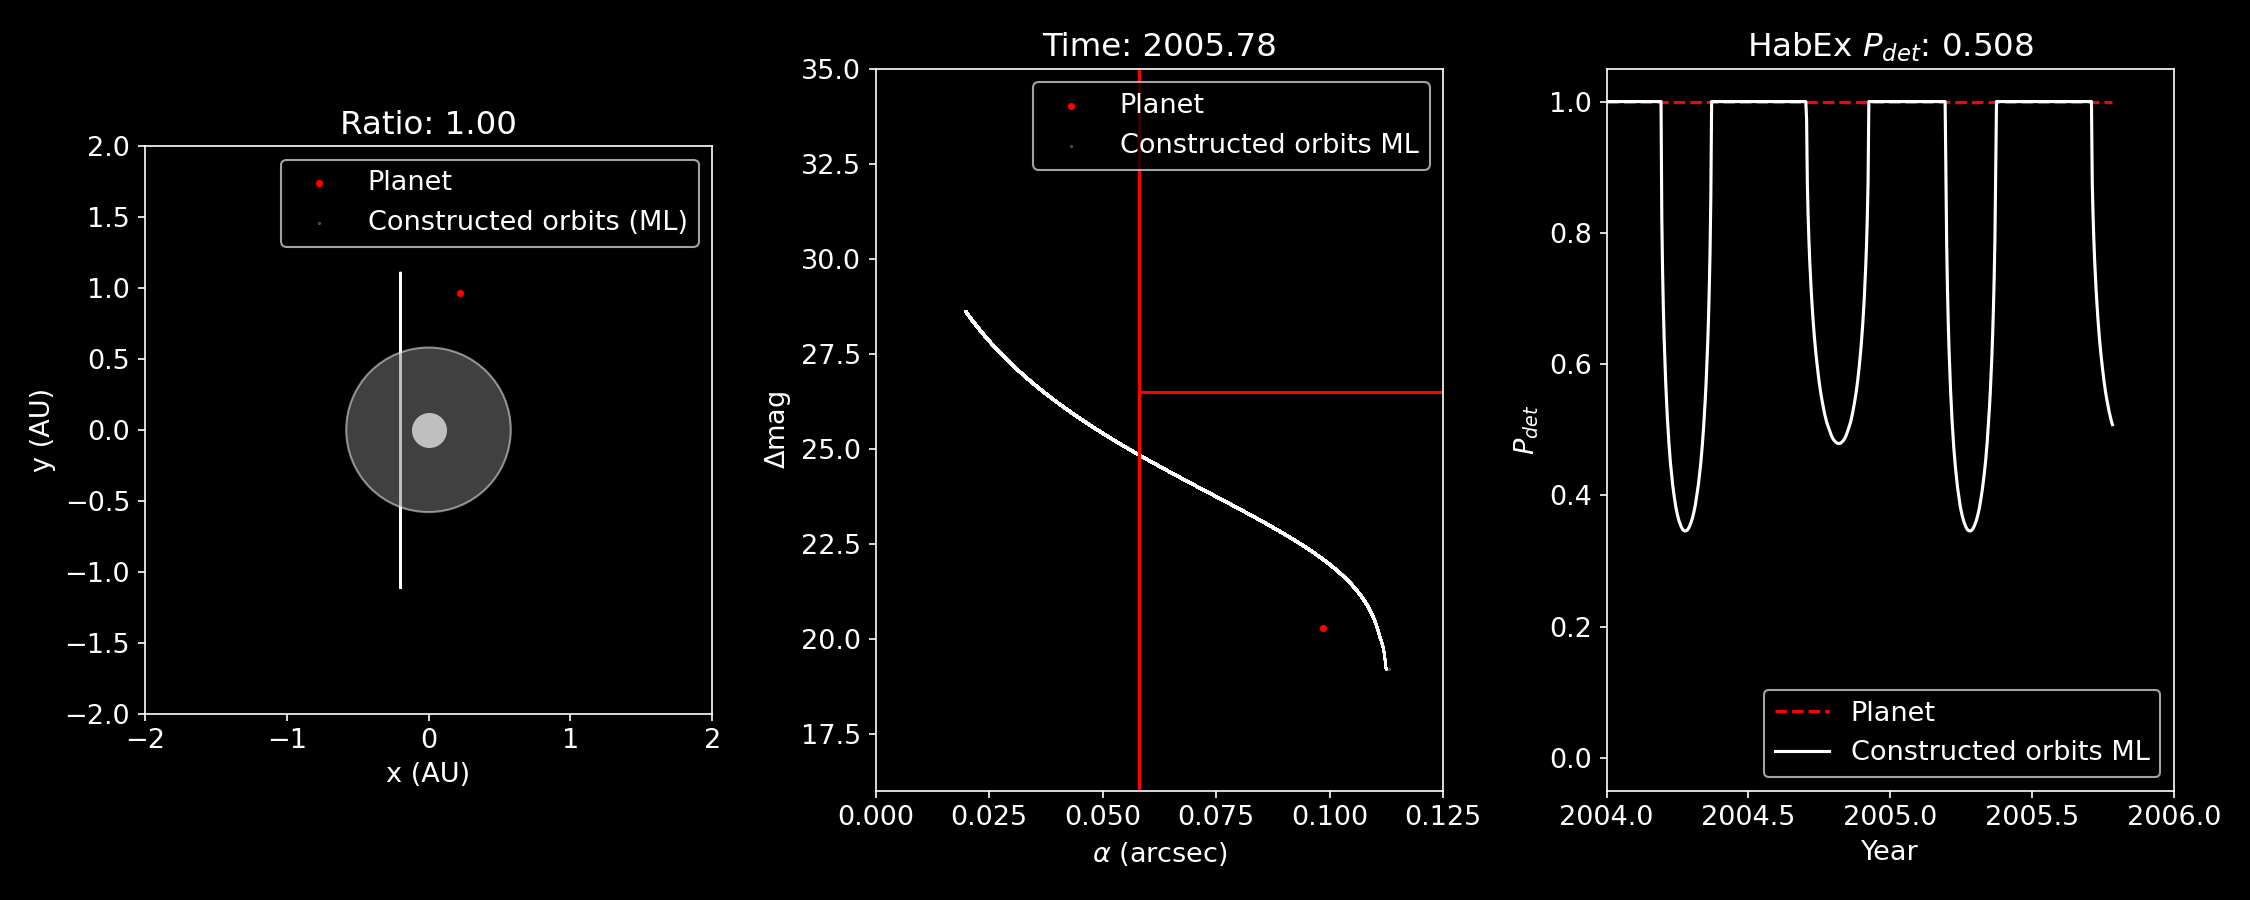 Ratio: 1.00
2.0
1.5
1.0
0.5
0.0
−0.5
−1.0
−1.5
−2.0
y (AU)
Planet
Constructed orbits (ML)
−2
−1
0
1
2
x (AU)
Time: 2005.78
35.0
32.5
30.0
27.5
25.0
22.5
20.0
17.5
Δmag
Planet
Constructed orbits ML
0.000
0.025
0.050
0.075
0.100
0.125
α (arcsec)
HabEx P_det: 0.508
1.0
0.8
0.6
0.4
0.2
0.0
P_det
Planet
Constructed orbits ML
2004.0
2004.5
2005.0
2005.5
2006.0
Year